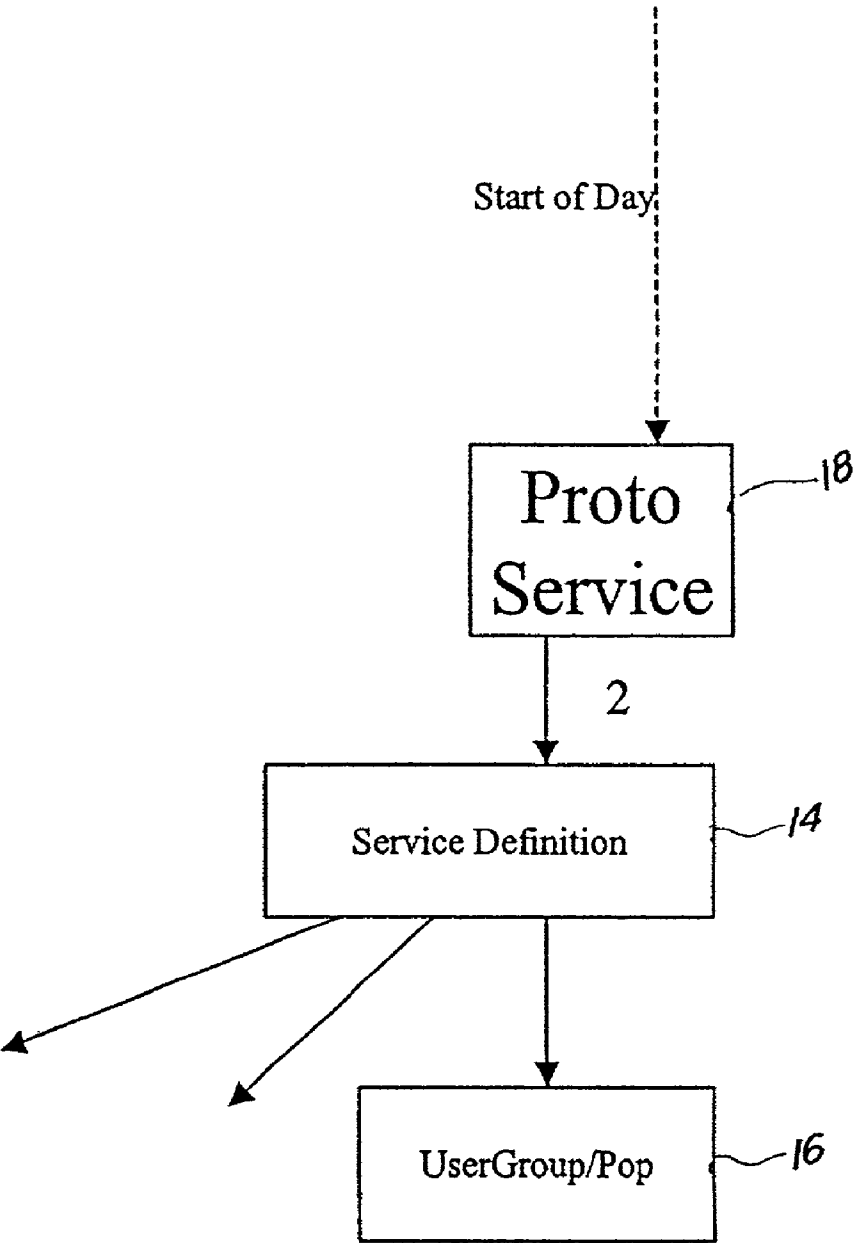 Start of Day
18
Proto
Service
2
Service Definition
14
UserGroup/Pop
16